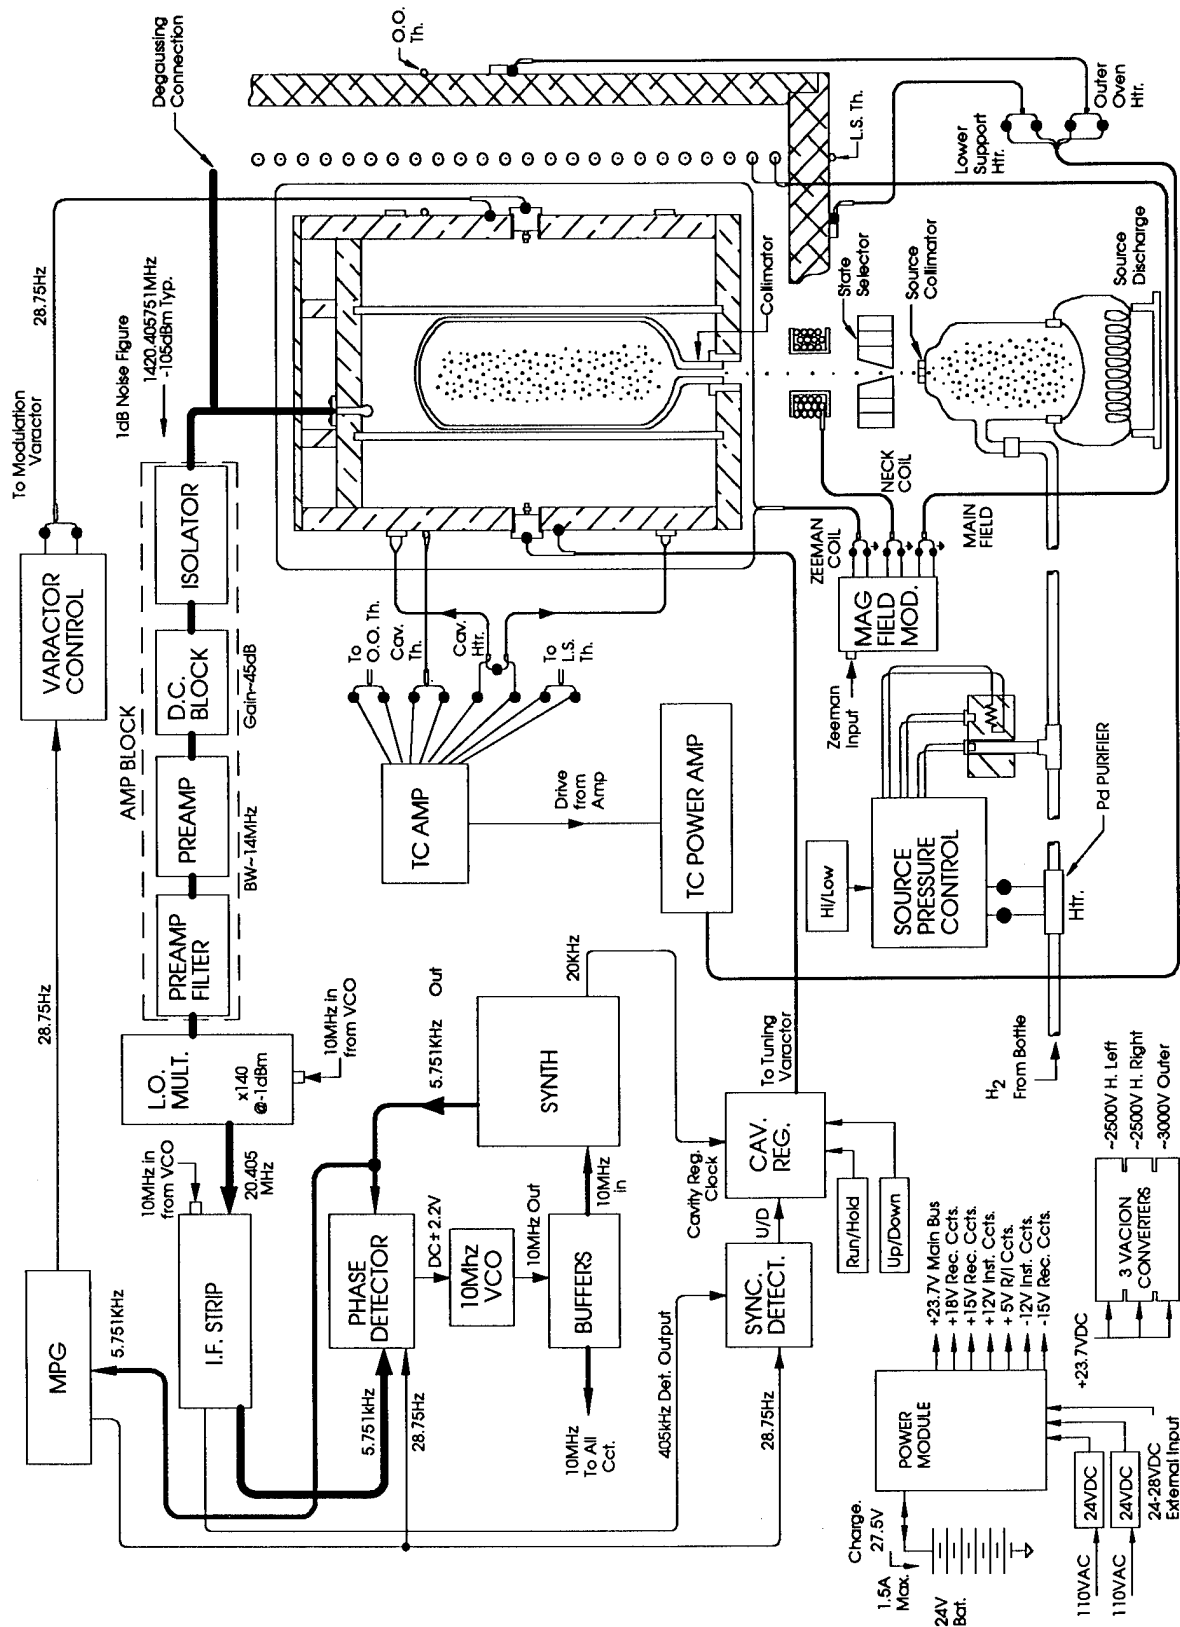 28.75Hz
MPG
5.751KHz
28.75Hz
VARACTOR
CONTROL
To Modulation
Varactor
28.75Hz
Degaussing
Connection
O.O.
Th.
10MHz in
from VCO
I.F. STRIP
20.405
MHz
L.O.
MULT.
x140
@-1dBm
10MHz in
from VCO
AMP BLOCK
PREAMP
FILTER
PREAMP
D.C.
BLOCK
ISOLATOR
BW~14MHz
Gain~45dB
1dB Noise Figure
1420.405751MHz
-105dBm Typ.
5.751kHz
28.75Hz
PHASE
DETECTOR
DC± 2.2V
10Mhz
VCO
10MHz Out
BUFFERS
10MHz
To All
Cct.
10MHz
in
SYNTH
5.751KHz Out
20KHz
TC AMP
To
O.O. Th.
Cav.
Th.
Cav.
Htr.
To
L.S.
Th.
Drive
from
Amp
TC POWER AMP
Collimator
L.S. Th.
405kHz Det. Output
28.75Hz
SYNC.
DETECT.
U/D
Cavity Reg.
Clock
CAV.
REG.
To Tuning
Varactor
Run/Hold
Up/Down
Zeeman
Input
MAG
FIELD
MOD.
ZEEMAN
COIL
NECK
COIL
MAIN
FIELD
State
Selector
Source
Collimator
Lower
Support
Htr.
Outer
Oven
Htr.
Source
Discharge
Hi/Low
SOURCE
PRESSURE
CONTROL
Htr.
Pd PURIFIER
H2
From Bottle
Charge.
27.5V
1.5A
Max.
24V
Bat.
POWER
MODULE
+23.7V Main Bus
+18V Rec. Ccts.
+15V Rec. Ccts.
+12V Inst. Ccts.
+ 5V R/I Ccts.
-12V Inst. Ccts.
-15V Rec. Ccts.
110VAC
24VDC
110VAC
24VDC
24-28VDC
External Input
+23.7VDC
3 VACION
CONVERTERS
~2500V H. Left
~2500V H. Right
~3000V Outer